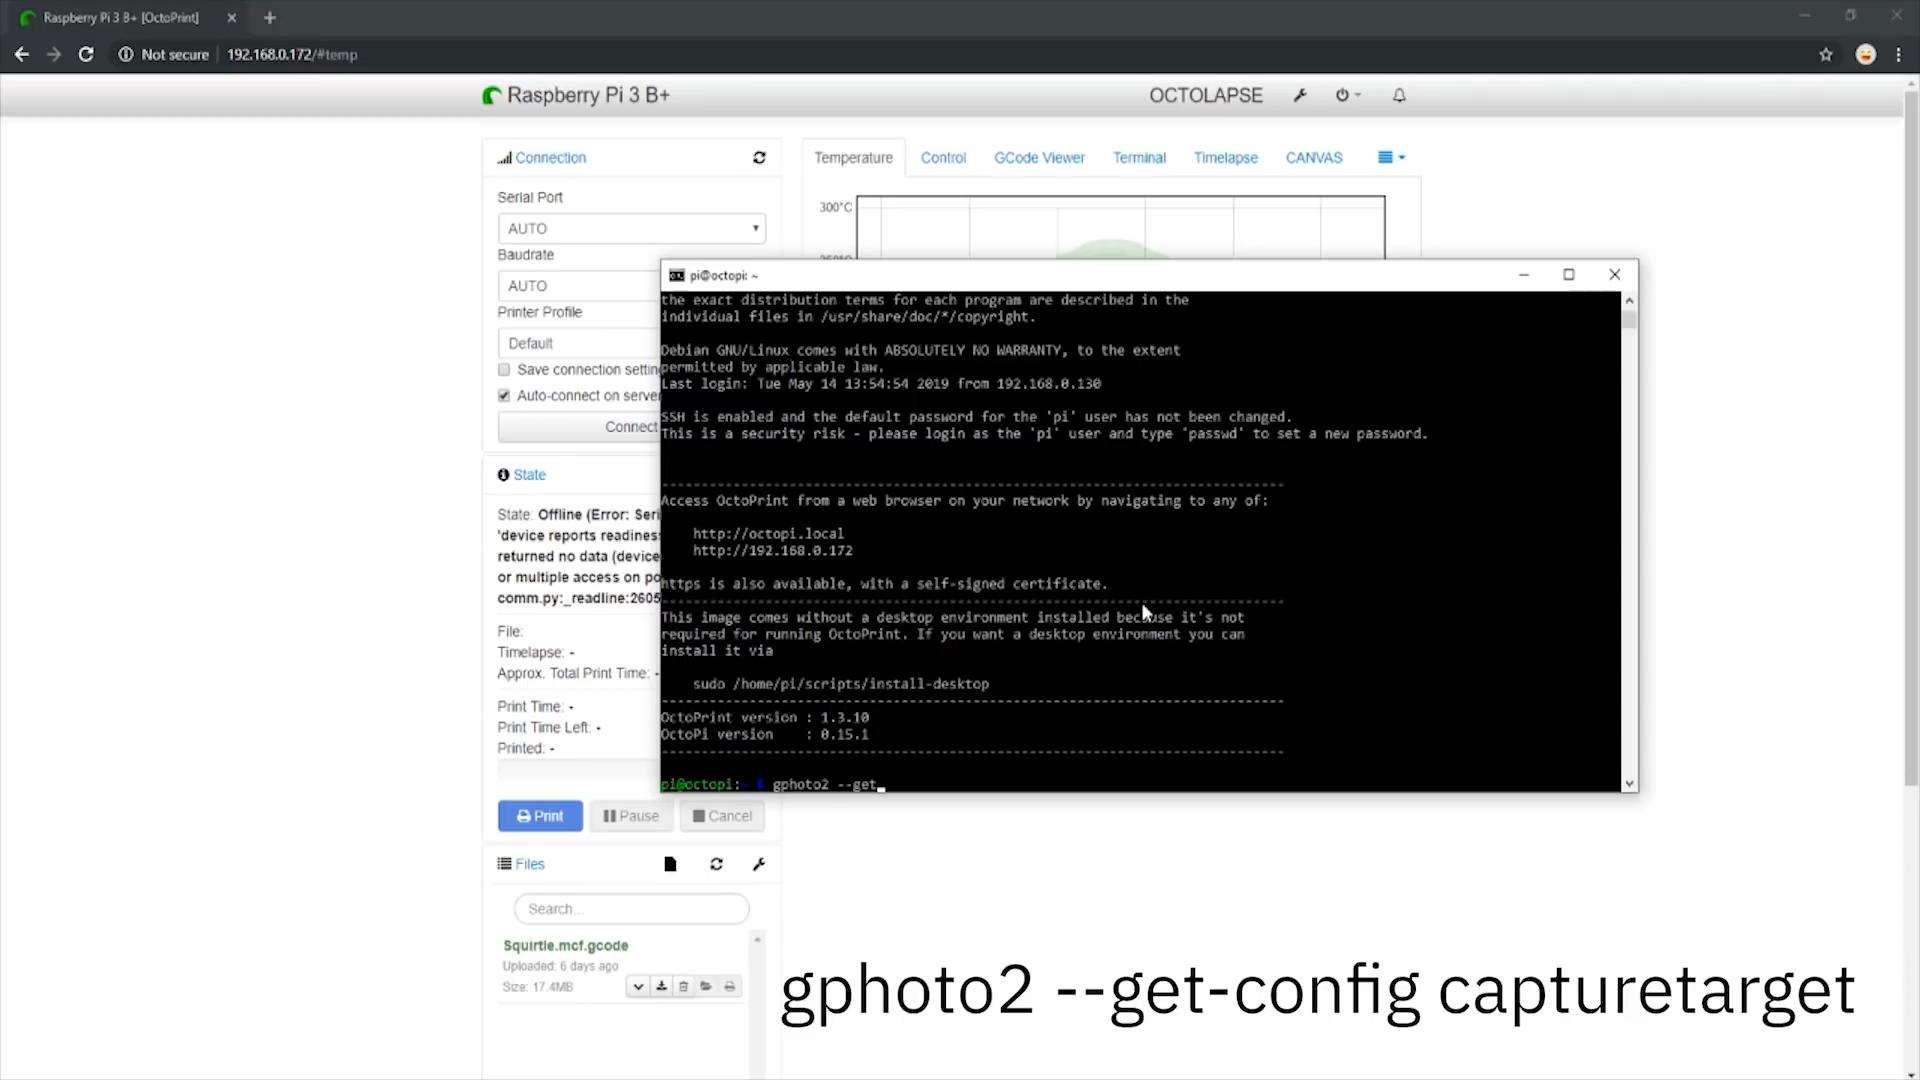 Raspberry Pi 3 B+ [OctoPrint]
Not secure
192.168.0.172/#temp
Raspberry Pi 3 B+
OCTOLAPSE
Connection
Serial Port
AUTO
Baudrate
AUTO
Printer Profile
Default
Save connection settin
Auto-connect on server
Connect
State
State: Offline (Error: Seri
'device reports readiness
returned no data (device
or multiple access on po
comm.py:_readline:2605
File:
Timelapse: -
Approx. Total Print Time: -
Print Time: -
Print Time Left: -
Printed: -
Print
Pause
Cancel
Files
Search...
Squirtle.mcf.gcode
Uploaded: 6 days ago
Size: 17.4MB
Temperature
Control
GCode Viewer
Terminal
Timelapse
CANVAS
300°C
pi@octopi: ~
the exact distribution terms for each program are described in the
individual files in /usr/share/doc/*/copyright.
Debian GNU/Linux comes with ABSOLUTELY NO WARRANTY, to the extent
permitted by applicable law.
Last login: Tue May 14 13:54:54 2019 from 192.168.0.130
SSH is enabled and the default password for the 'pi' user has not been changed.
This is a security risk - please login as the 'pi' user and type 'passwd' to set a new password.
------------------------------------------------------------------------------
Access OctoPrint from a web browser on your network by navigating to any of:
http://octopi.local
http://192.168.0.172
https is also available, with a self-signed certificate.
------------------------------------------------------------------------------
This image comes without a desktop environment installed because it's not
required for running OctoPrint. If you want a desktop environment you can
install it via
sudo /home/pi/scripts/install-desktop
------------------------------------------------------------------------------
OctoPrint version : 1.3.10
OctoPi version : 0.15.1
------------------------------------------------------------------------------
pi@octopi:~ $ gphoto2 --get
gphoto2 --get-config capturetarget